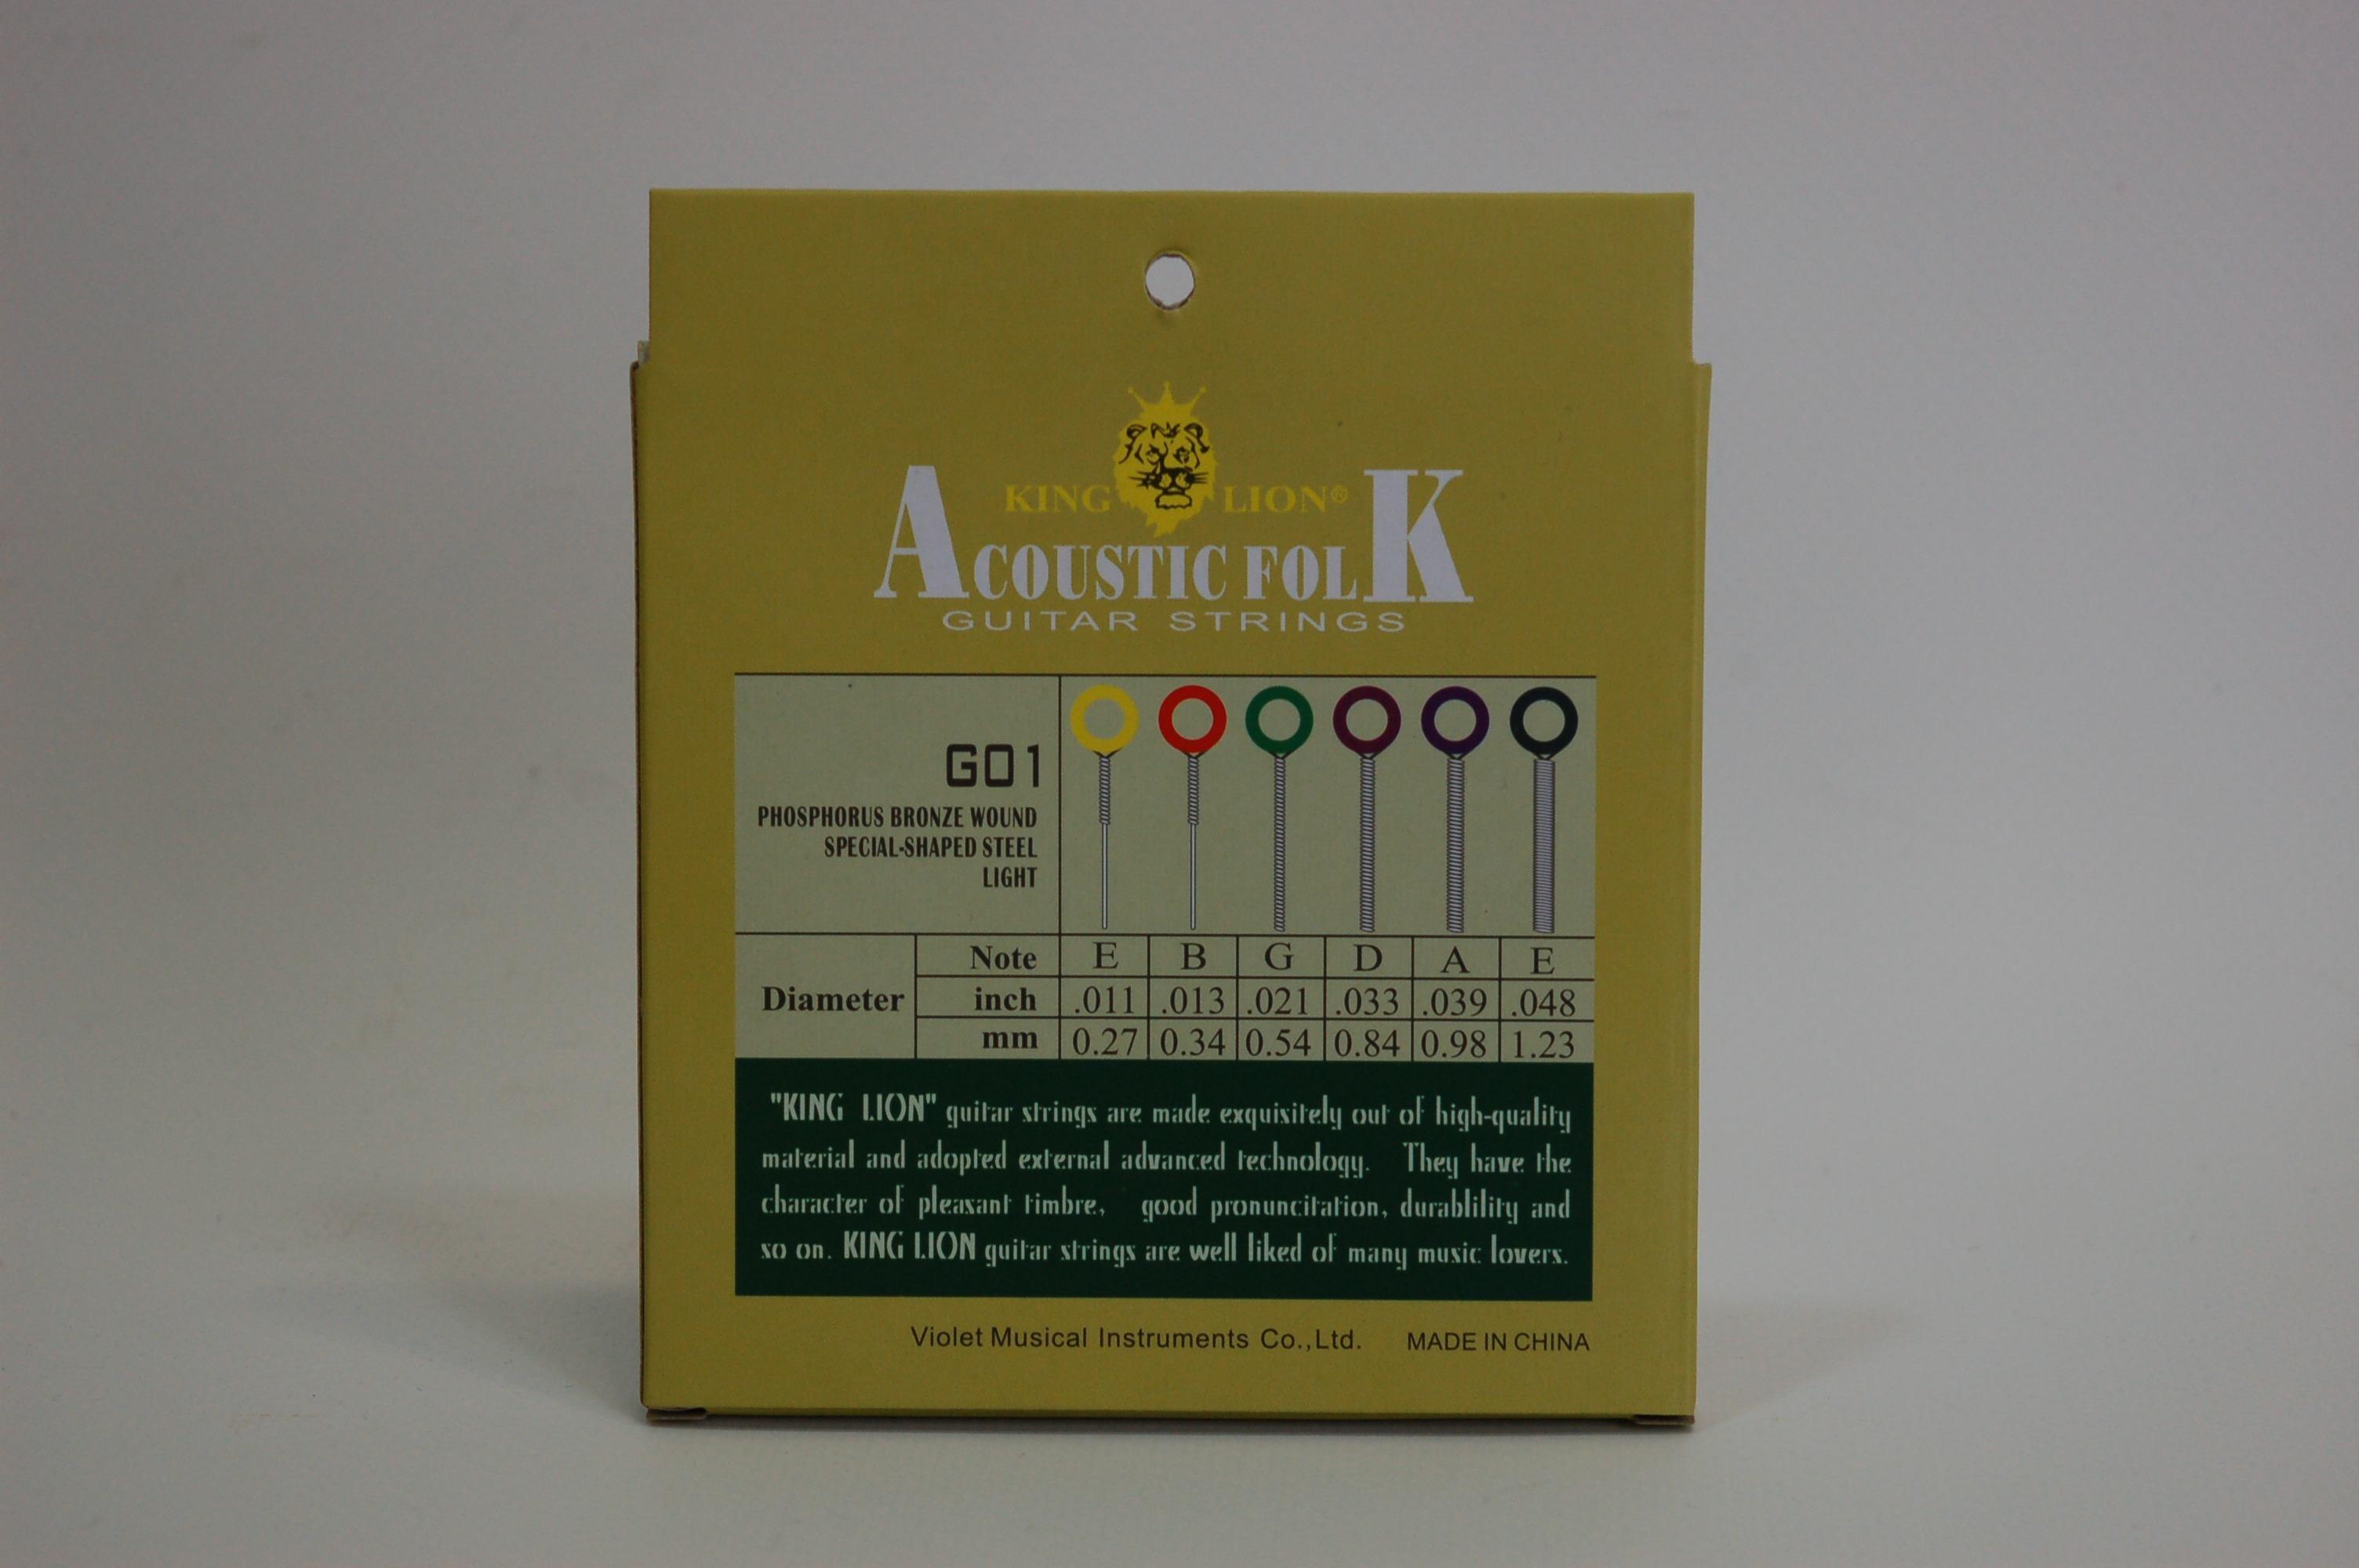 KING LION®
ACOUSTIC FOLK
GUITAR STRINGS
G01
PHOSPHORUS BRONZE WOUND
SPECIAL-SHAPED STEEL
LIGHT
Note E B G D A E
Diameter inch .011 .013 .021 .033 .039 .048
mm 0.27 0.34 0.54 0.84 0.98 1.23
"KING LION" guitar strings are made exquisitely out of high-quality
material and adopted external advanced technology. They have the
character of pleasant timbre, good pronuncitation, durablility and
so on. KING LION guitar strings are well liked of many music lovers.
Violet Musical Instruments Co.,Ltd. MADE IN CHINA